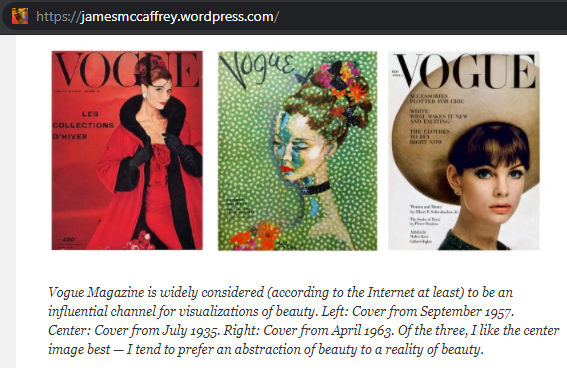 https://jamesmccaffrey.wordpress.com/
VOGUE
LES
COLLECTIONS
D'HIVER
Vogue
VOGUE
ACCESSORIES
PLOTTED FOR CHIC
WHITE:
WHAT MAKES IT NEW
AND EXCITING
THE CLOTHES
TO BUY
RIGHT NOW
Vogue Magazine is widely considered (according to the Internet at least) to be an
influential channel for visualizations of beauty. Left: Cover from September 1957.
Center: Cover from July 1935. Right: Cover from April 1963. Of the three, I like the center
image best — I tend to prefer an abstraction of beauty to a reality of beauty.